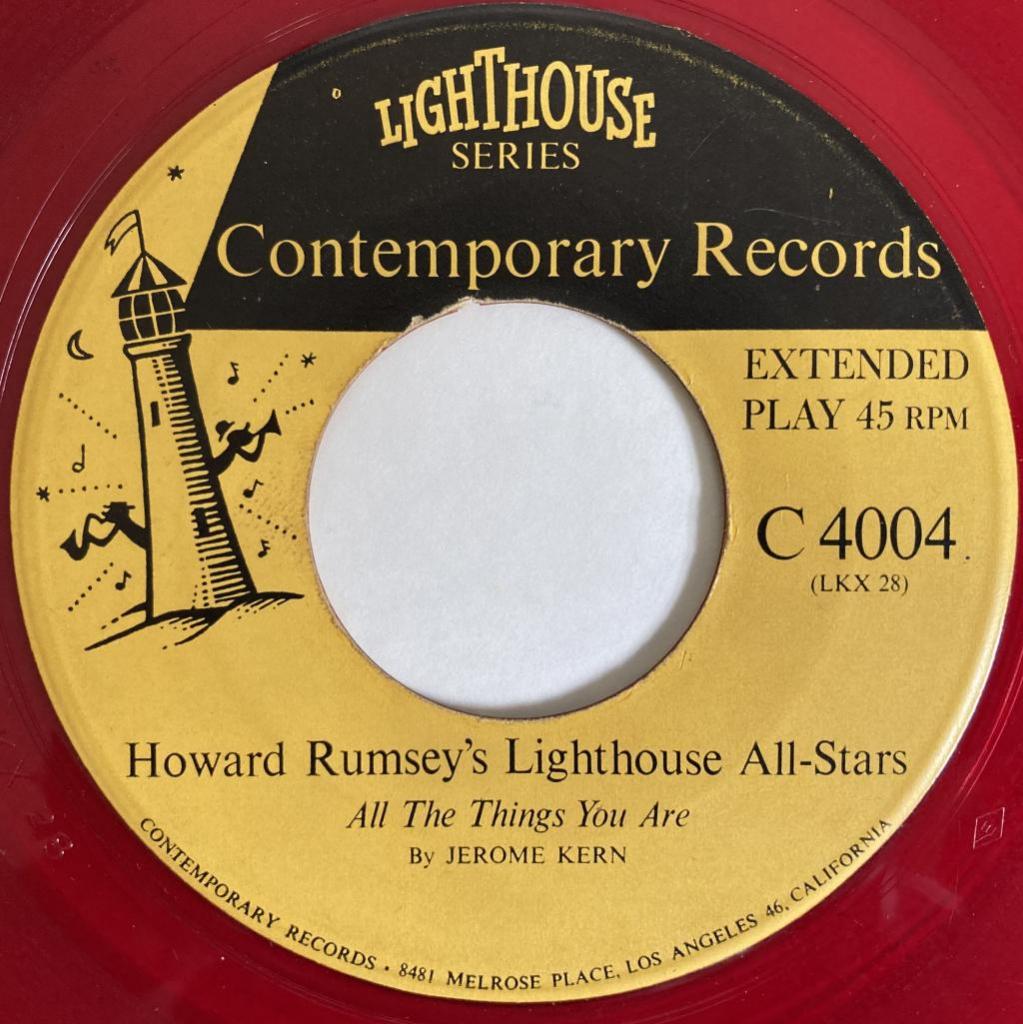 LIGHTHOUSE
SERIES
Contemporary Records
EXTENDED
PLAY 45 RPM
C 4004
(LKX 28)
Howard Rumsey's Lighthouse All-Stars
All The Things You Are
By JEROME KERN
CONTEMPORARY RECORDS • 8481 MELROSE PLACE, LOS ANGELES 46, CALIFORNIA